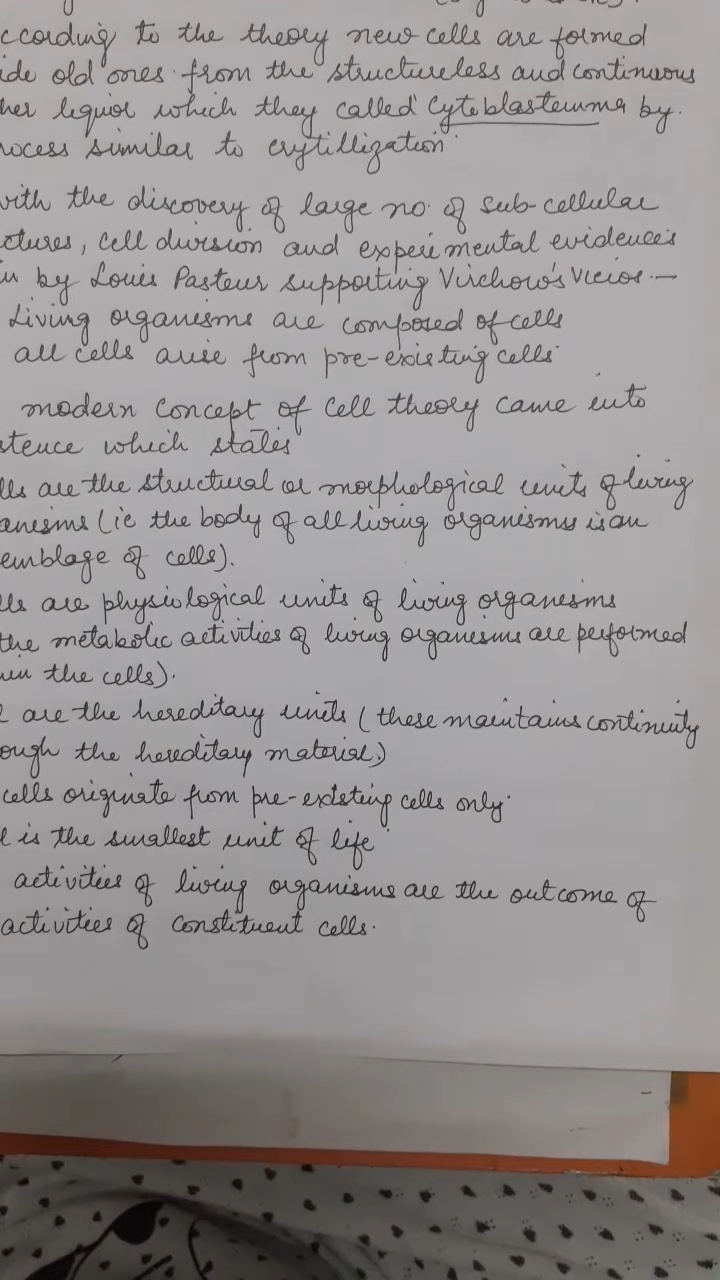 ccording to the theory new cells are formed
ide old ones from the structureless and continuous
her liquior which they called Cytoblastemma by
rocess similar to crytillization
with the discovery of large no. of sub-cellular
ctures, cell division and experimental evidences
by Louis Pasteur supporting Virchow's views —
Living organisms are composed of cells
all cells arise from pre-existing cells
modern concept of cell theory came into
stence which states
lls are the structural or morphological units of living
anisms (ie the body of all living organisms is an
emblage of cells).
lls are physiological units of living organisms
the metabolic activities of living organisms are performed
hin the cells).
l are the hereditary units (these maintains continuity
ough the hereditary material)
cells originate from pre-existing cells only
l is the smallest unit of life
activities of living organisms are the outcome of
activities of constituent cells.